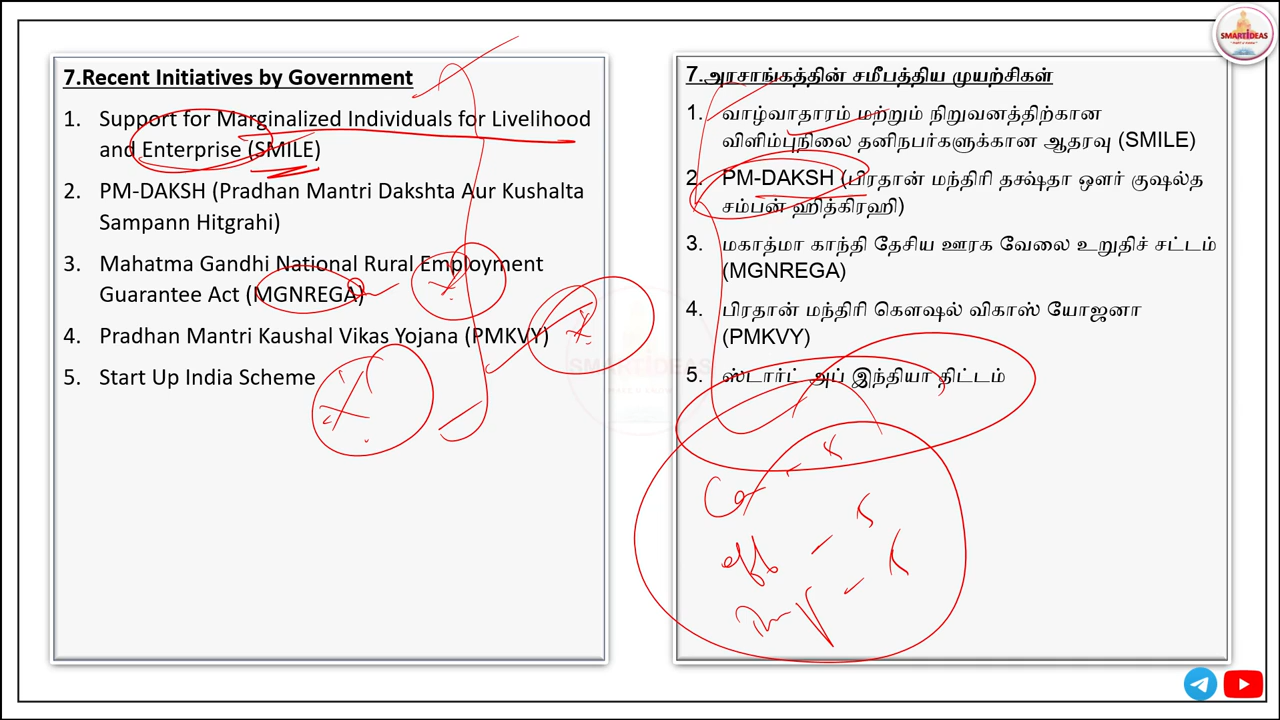 SMARTIDEAS
7.Recent Initiatives by Government
1. Support for Marginalized Individuals for Livelihood
and Enterprise (SMILE)
2. PM-DAKSH (Pradhan Mantri Dakshta Aur Kushalta
Sampann Hitgrahi)
3. Mahatma Gandhi National Rural Employment
Guarantee Act (MGNREGA)
4. Pradhan Mantri Kaushal Vikas Yojana (PMKVY)
5. Start Up India Scheme
7.அரசாங்கத்தின் சமீபத்திய முயற்சிகள்
1. வாழ்வாதாரம் மற்றும் நிறுவனத்திற்கான
விளிம்புநிலை தனிநபர்களுக்கான ஆதரவு (SMILE)
2. PM-DAKSH (பிரதான் மந்திரி தக்ஷ்தா ஔர் குஷல்த
சம்பன் ஹித்கிரஹி)
3. மகாத்மா காந்தி தேசிய ஊரக வேலை உறுதிச் சட்டம்
(MGNREGA)
4. பிரதான் மந்திரி கௌஷல் விகாஸ் யோஜனா
(PMKVY)
5. ஸ்டார்ட் அப் இந்தியா திட்டம்
SMARTIDEAS